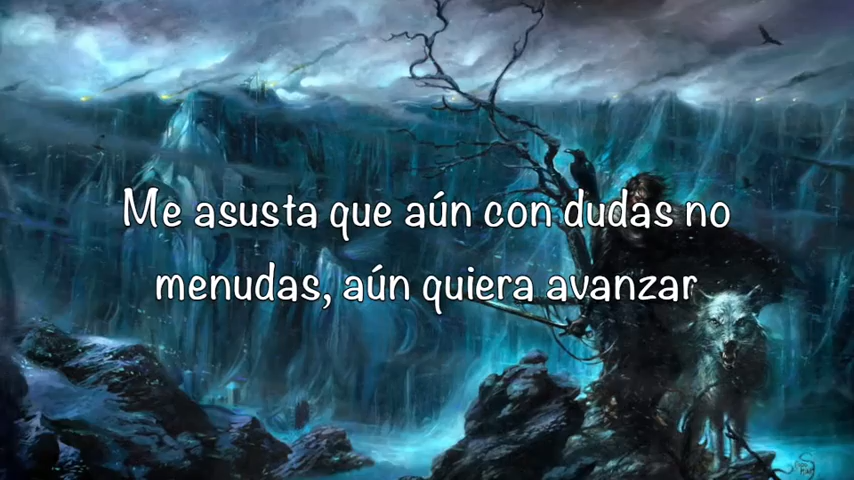 Me asusta que aún con dudas no
menudas, aún quiera avanzar